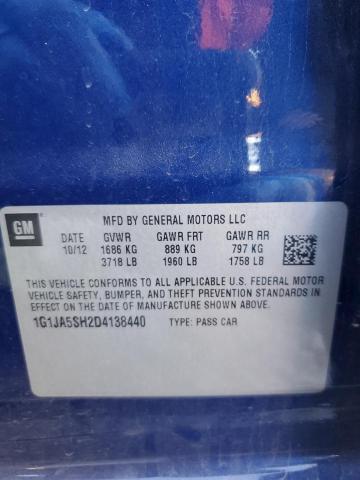 GM
MFD BY GENERAL MOTORS LLC
DATE GVWR GAWR FRT GAWR RR
10/12 1686 KG 889 KG 797 KG
3718 LB 1960 LB 1758 LB
THIS VEHICLE CONFORMS TO ALL APPLICABLE U.S. FEDERAL MOTOR
VEHICLE SAFETY, BUMPER, AND THEFT PREVENTION STANDARDS IN
EFFECT ON THE DATE OF MANUFACTURE SHOWN ABOVE.
1G1JA5SH2D4138440 TYPE: PASS CAR